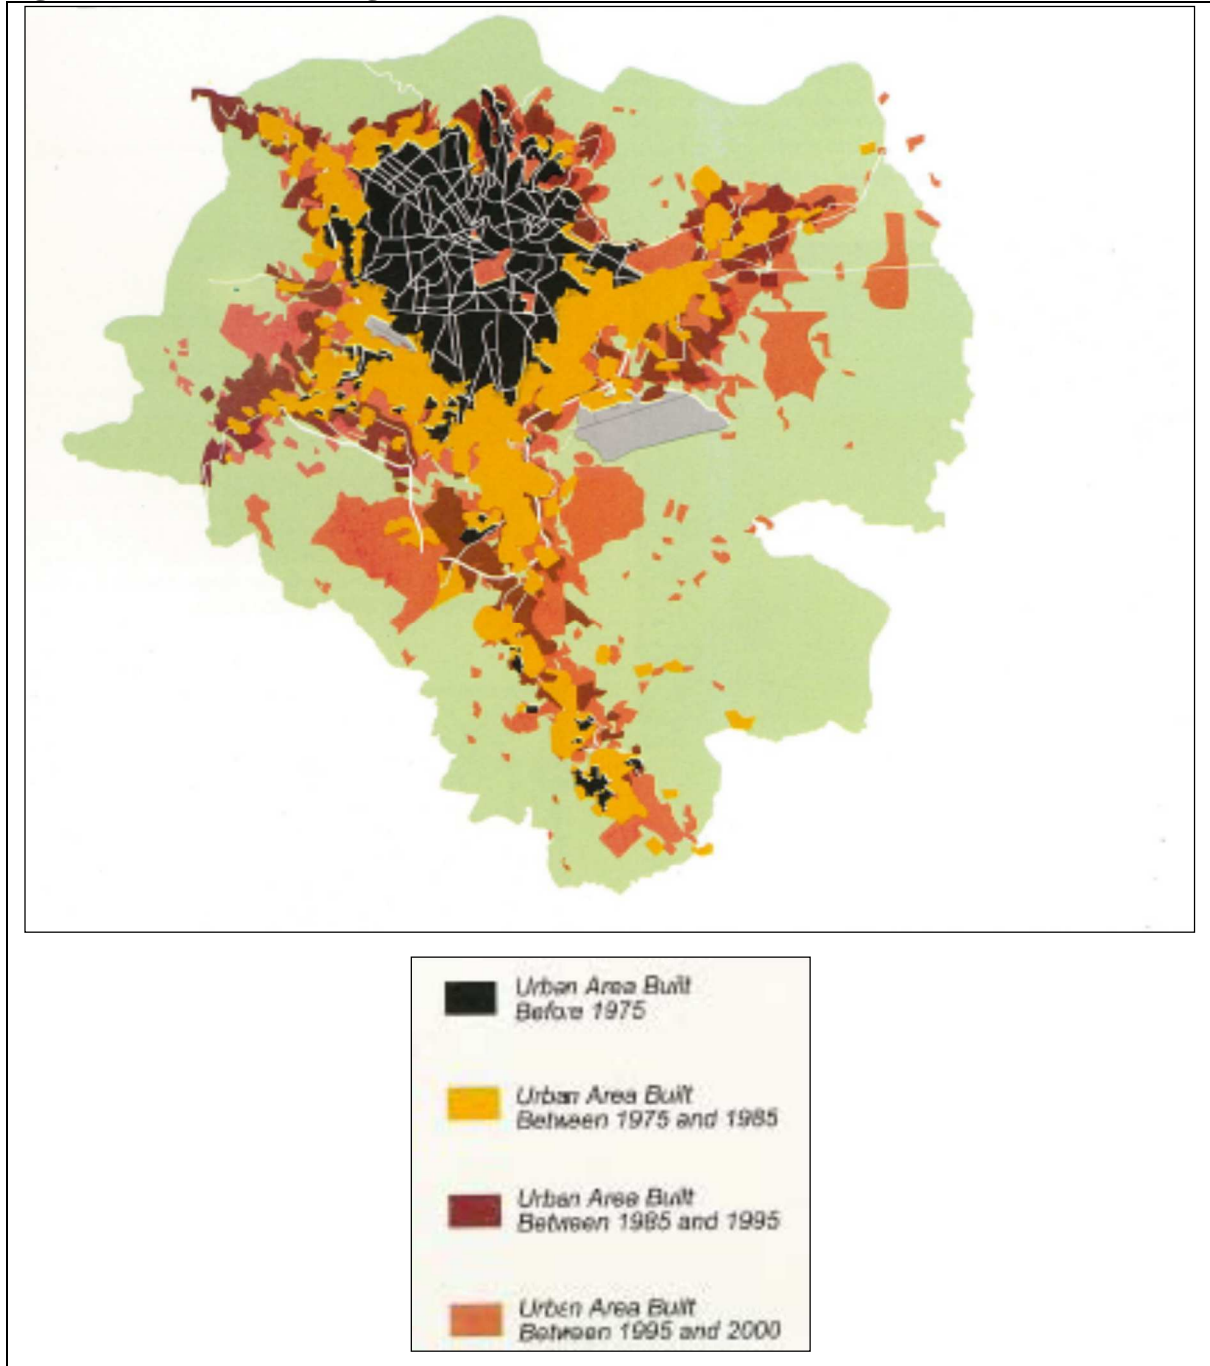 Urban Area Built
Before 1975
Urban Area Built
Between 1975 and 1985
Urban Area Built
Between 1985 and 1995
Urban Area Built
Between 1995 and 2000